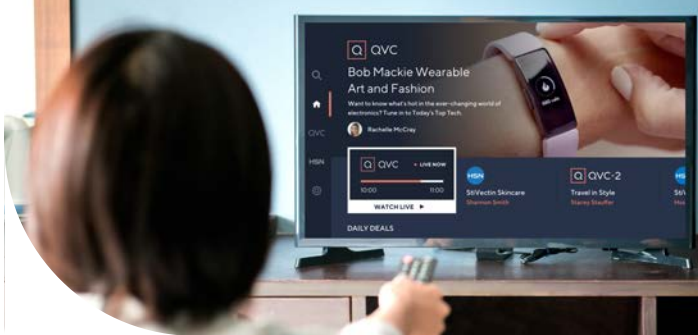 QVC
Bob Mackie Wearable
Art and Fashion
Want to know what's hot in the ever-changing world of
electronics? Tune in to Today's Top Tech.
Rachelle McCray
QVC
HSN
QVC LIVE NOW
10:00 11:00
WATCH LIVE
HSN
StriVectin Skincare
Shannon Smith
QVC-2
Travel in Style
Stacey Stauffer
DAILY DEALS